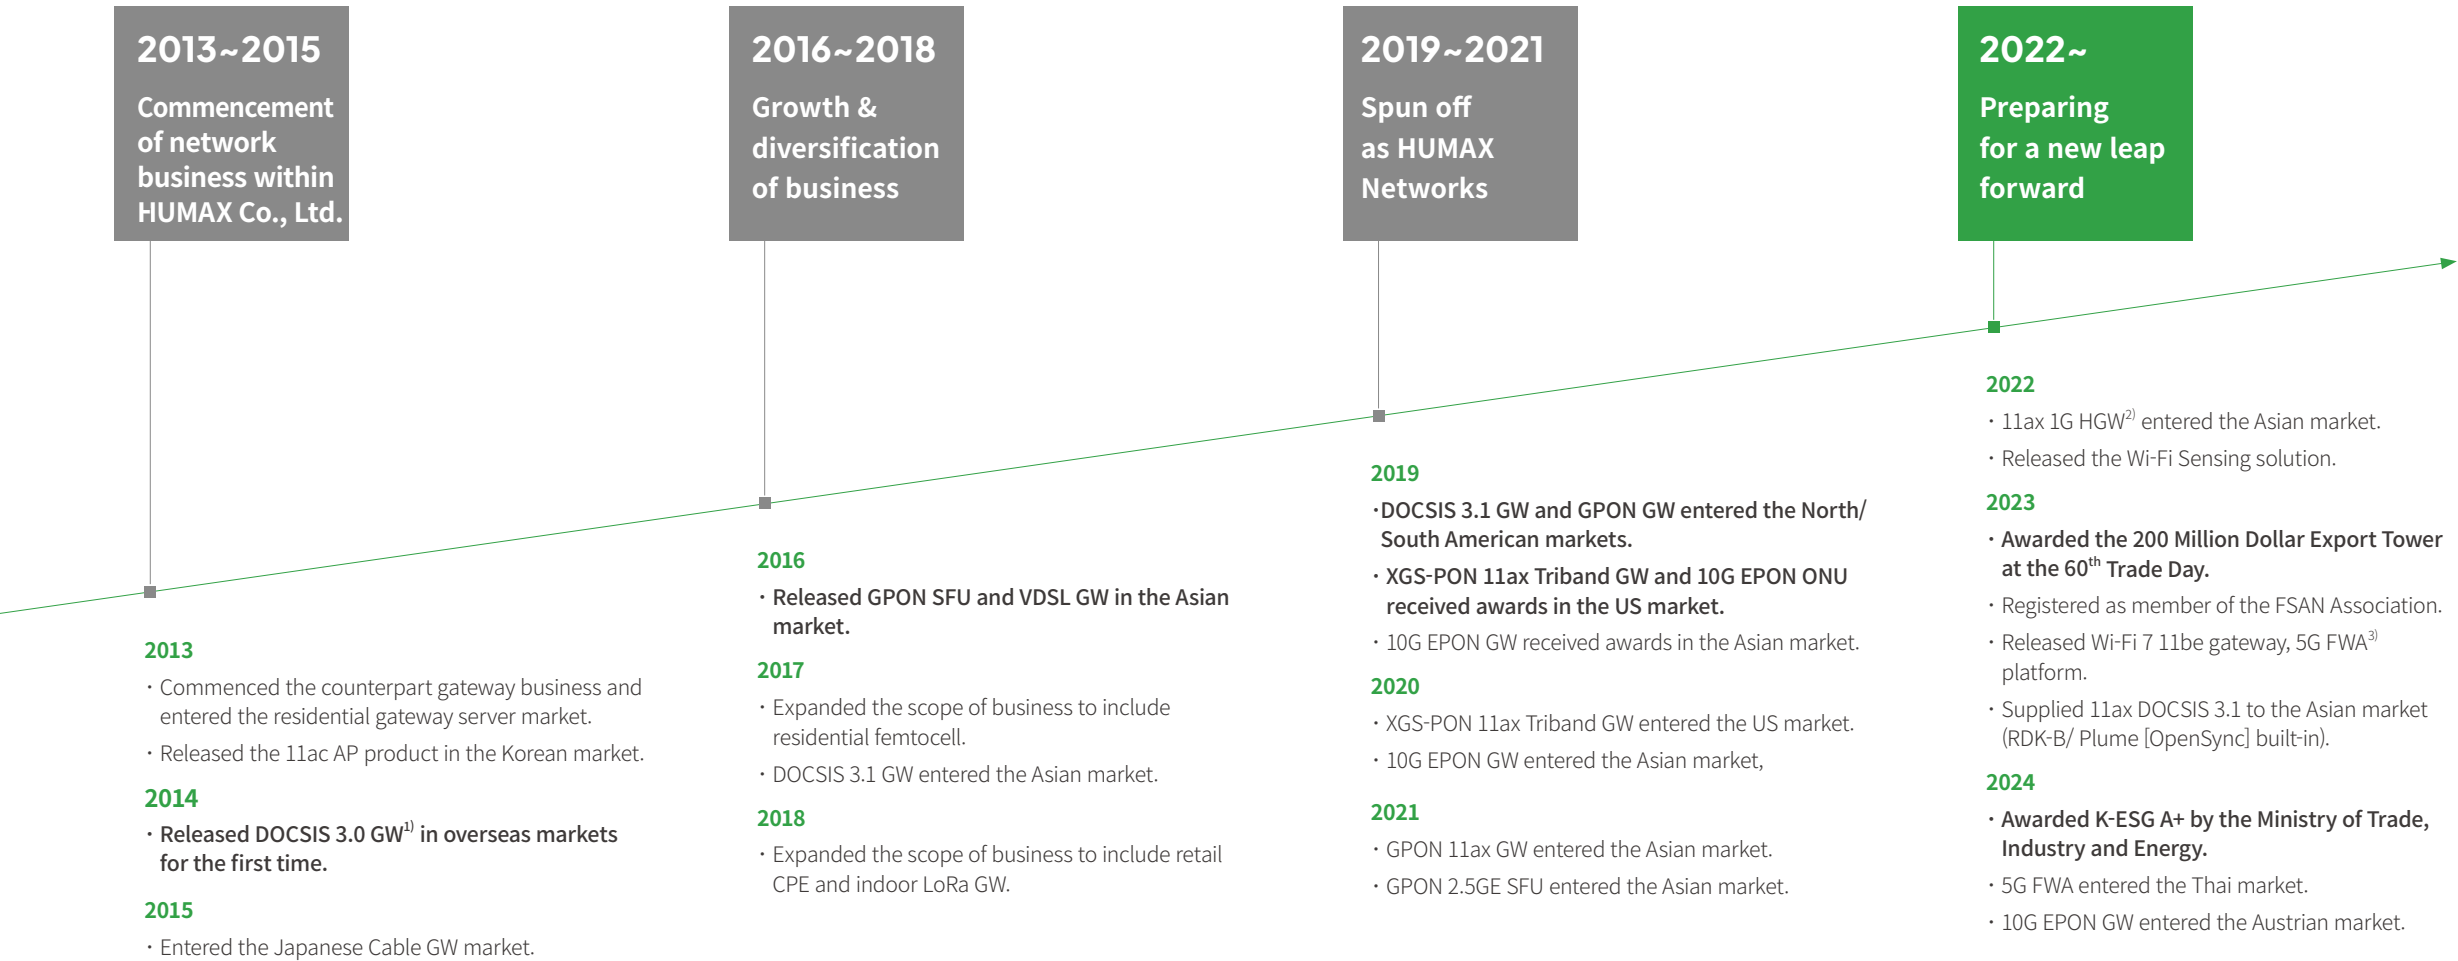 2013~2015
Commencement
of network
business within
HUMAX Co., Ltd.
2013
· Commenced the counterpart gateway business and
entered the residential gateway server market.
· Released the 11ac AP product in the Korean market.
2014
· Released DOCSIS 3.0 GW1) in overseas markets
for the first time.
2015
· Entered the Japanese Cable GW market.
2016~2018
Growth &
diversification
of business
2016
· Released GPON SFU and VDSL GW in the Asian
market.
2017
· Expanded the scope of business to include
residential femtocell.
· DOCSIS 3.1 GW entered the Asian market.
2018
· Expanded the scope of business to include retail
CPE and indoor LoRa GW.
2019~2021
Spun off
as HUMAX
Networks
2019
·DOCSIS 3.1 GW and GPON GW entered the North/
South American markets.
· XGS-PON 11ax Triband GW and 10G EPON ONU
received awards in the US market.
· 10G EPON GW received awards in the Asian market.
2020
· XGS-PON 11ax Triband GW entered the US market.
· 10G EPON GW entered the Asian market,
2021
· GPON 11ax GW entered the Asian market.
· GPON 2.5GE SFU entered the Asian market.
2022~
Preparing
for a new leap
forward
2022
· 11ax 1G HGW2) entered the Asian market.
· Released the Wi-Fi Sensing solution.
2023
· Awarded the 200 Million Dollar Export Tower
at the 60th Trade Day.
· Registered as member of the FSAN Association.
· Released Wi-Fi 7 11be gateway, 5G FWA3)
platform.
· Supplied 11ax DOCSIS 3.1 to the Asian market
(RDK-B/ Plume [OpenSync] built-in).
2024
· Awarded K-ESG A+ by the Ministry of Trade,
Industry and Energy.
· 5G FWA entered the Thai market.
· 10G EPON GW entered the Austrian market.